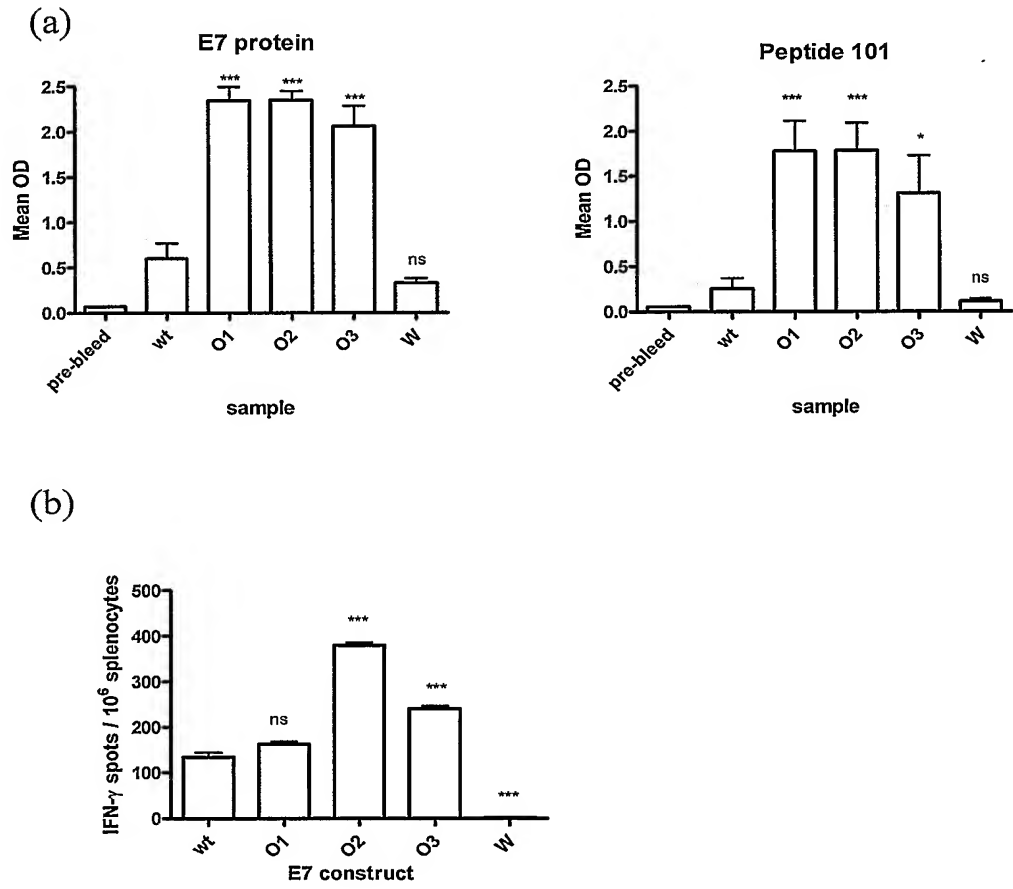 (a)
E7 protein
Mean OD
2.5
2.0
1.5
1.0
0.5
0.0
***
***
***
ns
pre-bleed
wt
O1
O2
O3
W
sample
Peptide 101
Mean OD
2.5
2.0
1.5
1.0
0.5
0.0
***
***
*
ns
pre-bleed
wt
O1
O2
O3
W
sample
(b)
IFN-γ spots / 10⁶ splenocytes
500
400
300
200
100
0
ns
***
***
***
wt
O1
O2
O3
W
E7 construct